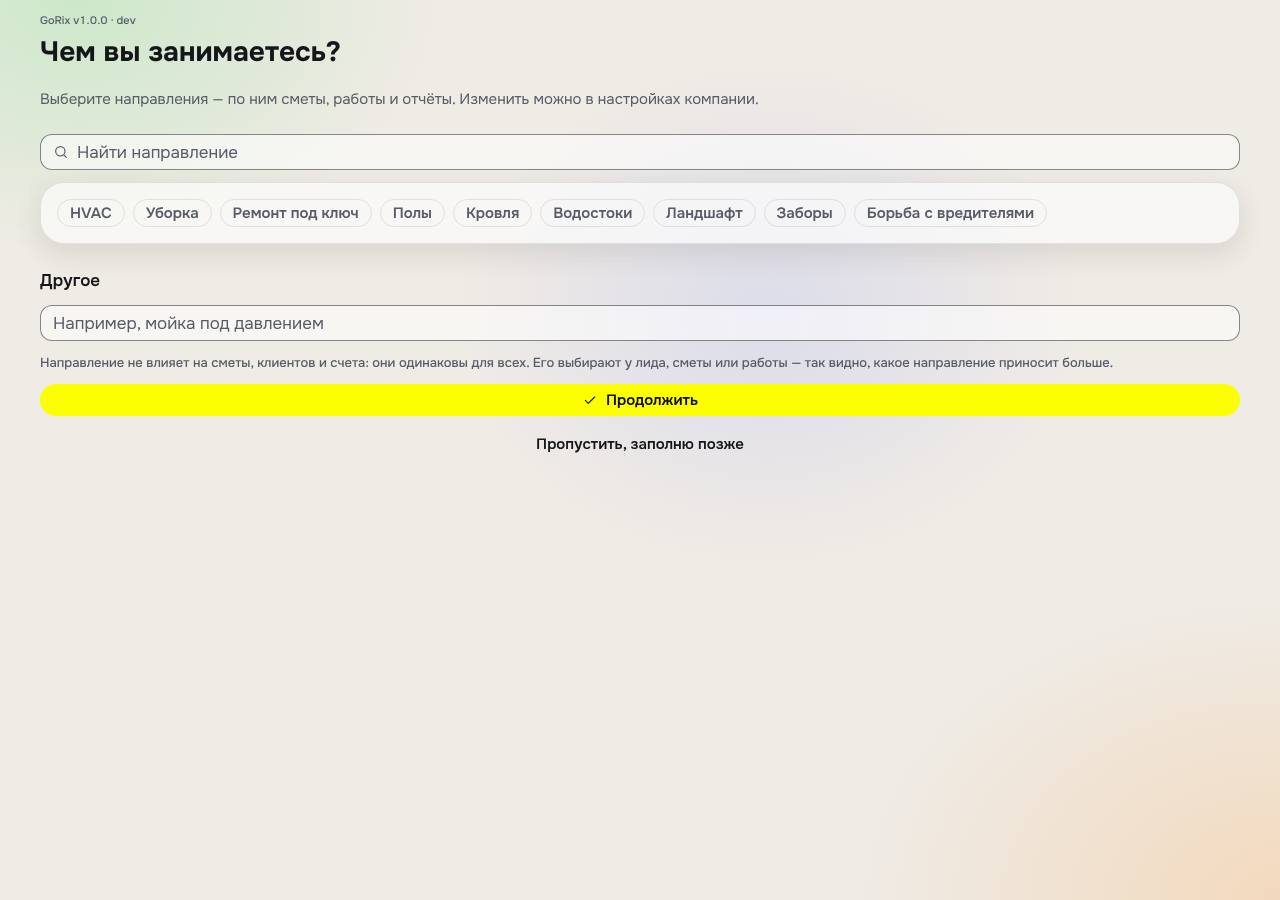 GoRix v1.0.0 · dev
Чем вы занимаетесь?
Выберите направления — по ним сметы, работы и отчёты. Изменить можно в настройках компании.
Найти направление
HVAC Уборка Ремонт под ключ Полы Кровля Водостоки Ландшафт Заборы Борьба с вредителями
Другое
Например, мойка под давлением
Направление не влияет на сметы, клиентов и счета: они одинаковы для всех. Его выбирают у лида, сметы или работы — так видно, какое направление приносит больше.
Продолжить
Пропустить, заполню позже